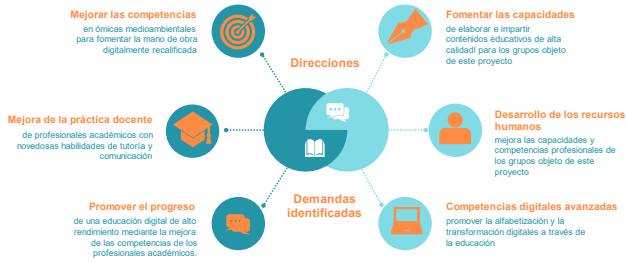 Mejorar las competencias
en ómicas medioambientales
para fomentar la mano de obra
digitalmente recalificada
Mejora de la práctica docente
de profesionales académicos con
novedosas habilidades de tutoría y
comunicación
Promover el progreso
de una educación digital de alto
rendimiento mediante la mejora
de las competencias de los
profesionales académicos.
Direcciones
Demandas
identificadas
Fomentar las capacidades
de elaborar e impartir
contenidos educativos de alta
calidadl para los grupos objeto
de este proyecto
Desarrollo de los recursos
humanos
mejora las capacidades y
competencias profesionales de
los grupos objeto de este
proyecto
Competencias digitales avanzadas
promover la alfabetización y la
transformación digitales a través de
la educación